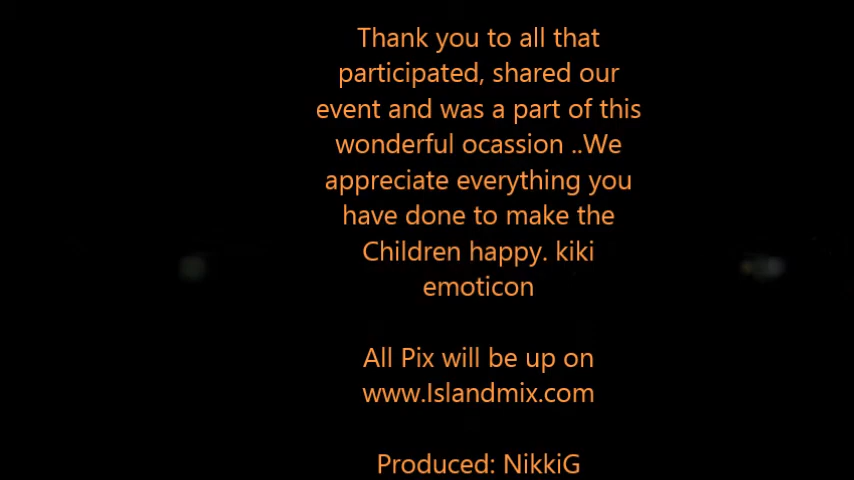 Thank you to all that
participated, shared our
event and was a part of this
wonderful ocassion ..We
appreciate everything you
have done to make the
Children happy. kiki
emoticon
All Pix will be up on
www.Islandmix.com
Produced: NikkiG